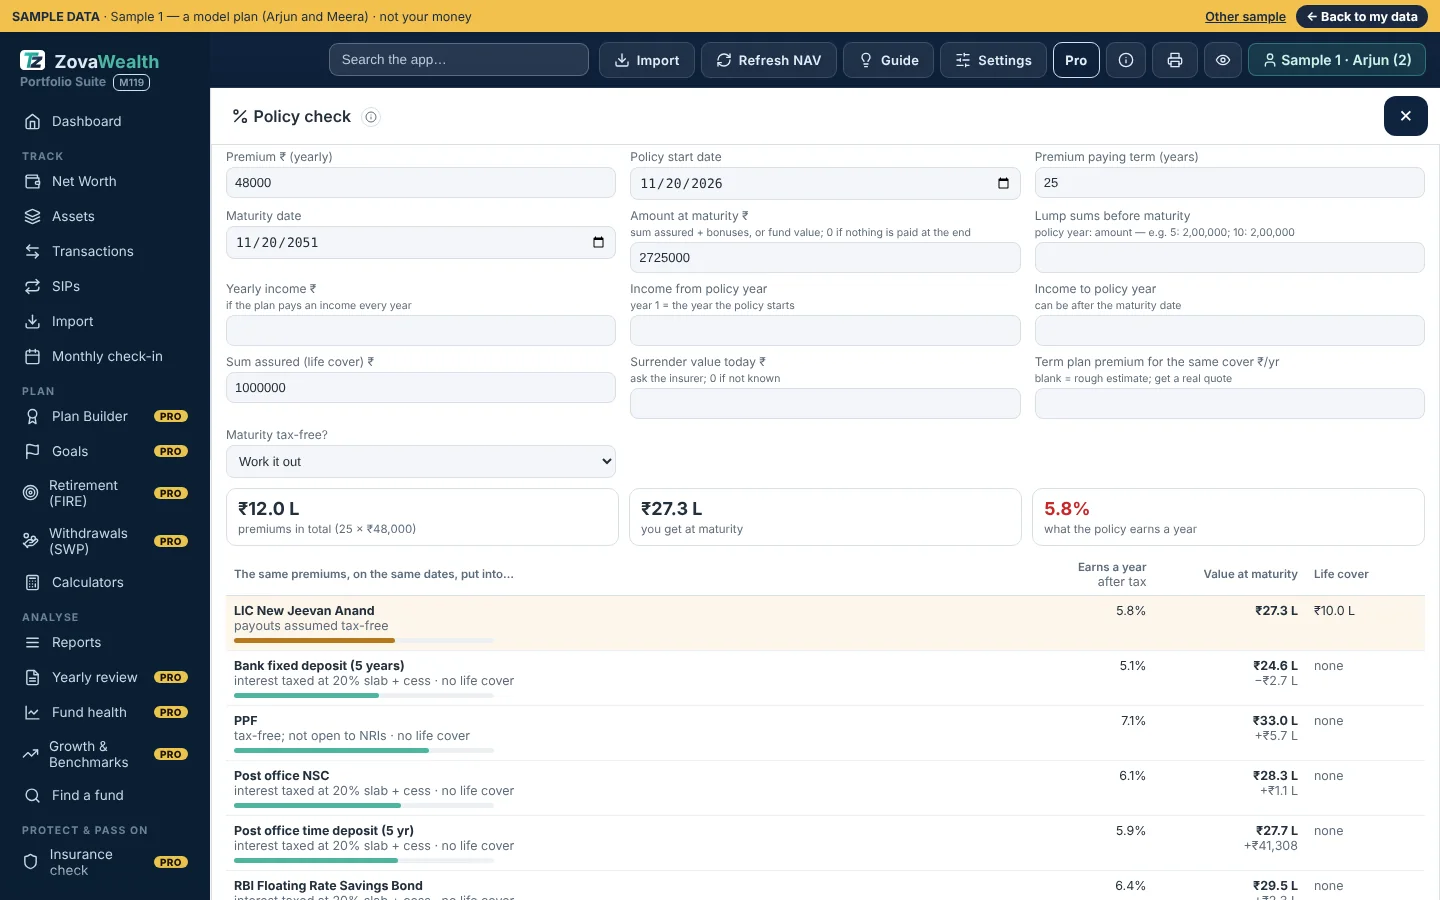 SAMPLE DATA · Sample 1 — a model plan (Arjun and Meera) · not your money
Other sample
← Back to my data
ZovaWealth
Portfolio Suite M119
Search the app…
Import
Refresh NAV
Guide
Settings
Pro
Sample 1 · Arjun (2)
Dashboard
TRACK
Net Worth
Assets
Transactions
SIPs
Import
Monthly check-in
PLAN
Plan Builder PRO
Goals PRO
Retirement (FIRE) PRO
Withdrawals (SWP) PRO
Calculators
ANALYSE
Reports
Yearly review PRO
Fund health PRO
Growth & Benchmarks PRO
Find a fund
PROTECT & PASS ON
Insurance check PRO
% Policy check
Premium ₹ (yearly)
48000
Policy start date
11/20/2026
Premium paying term (years)
25
Maturity date
11/20/2051
Amount at maturity ₹
sum assured + bonuses, or fund value; 0 if nothing is paid at the end
2725000
Lump sums before maturity
policy year: amount — e.g. 5: 2,00,000; 10: 2,00,000
Yearly income ₹
if the plan pays an income every year
Income from policy year
year 1 = the year the policy starts
Income to policy year
can be after the maturity date
Sum assured (life cover) ₹
1000000
Surrender value today ₹
ask the insurer; 0 if not known
Term plan premium for the same cover ₹/yr
blank = rough estimate; get a real quote
Maturity tax-free?
Work it out
₹12.0 L
premiums in total (25 × ₹48,000)
₹27.3 L
you get at maturity
5.8%
what the policy earns a year
The same premiums, on the same dates, put into…
Earns a year
after tax
Value at maturity
Life cover
LIC New Jeevan Anand 5.8% ₹27.3 L ₹10.0 L
payouts assumed tax-free
Bank fixed deposit (5 years) 5.1% ₹24.6 L none
interest taxed at 20% slab + cess · no life cover −₹2.7 L
PPF 7.1% ₹33.0 L none
tax-free; not open to NRIs · no life cover +₹5.7 L
Post office NSC 6.1% ₹28.3 L none
interest taxed at 20% slab + cess · no life cover +₹1.1 L
Post office time deposit (5 yr) 5.9% ₹27.7 L none
interest taxed at 20% slab + cess · no life cover +₹41,308
RBI Floating Rate Savings Bond 6.4% ₹29.5 L none
interest taxed at 20% slab + cess · no life cover +₹2.3 L